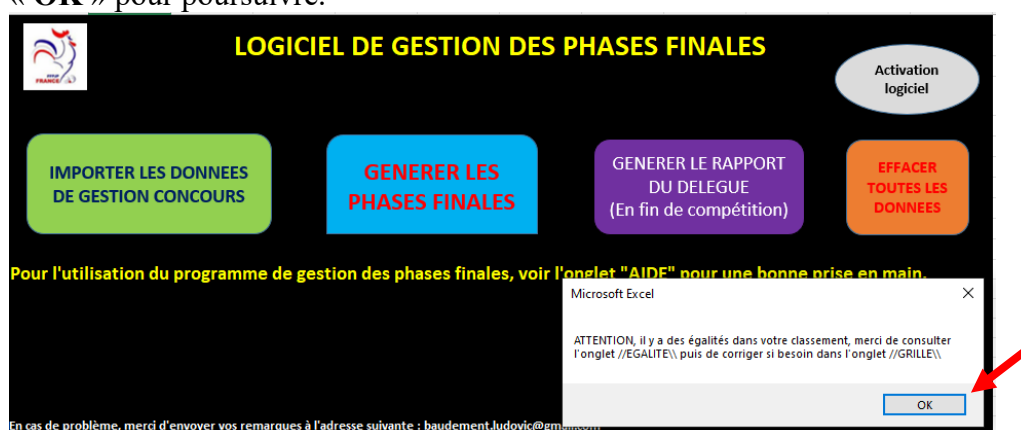 « OK » pour poursuivre.
LOGICIEL DE GESTION DES PHASES FINALES
FRANCE
Activation
logiciel
IMPORTER LES DONNEES
DE GESTION CONCOURS
GENERER LES
PHASES FINALES
GENERER LE RAPPORT
DU DELEGUE
(En fin de compétition)
EFFACER
TOUTES LES
DONNEES
Pour l'utilisation du programme de gestion des phases finales, voir l'onglet "AIDE" pour une bonne prise en main.
Microsoft Excel
ATTENTION, il y a des égalités dans votre classement, merci de consulter
l'onglet //EGALITE\\ puis de corriger si besoin dans l'onglet //GRILLE\\
OK
En cas de problème, merci d'envoyer vos remarques à l'adresse suivante : baudement.ludovic@gmail.com